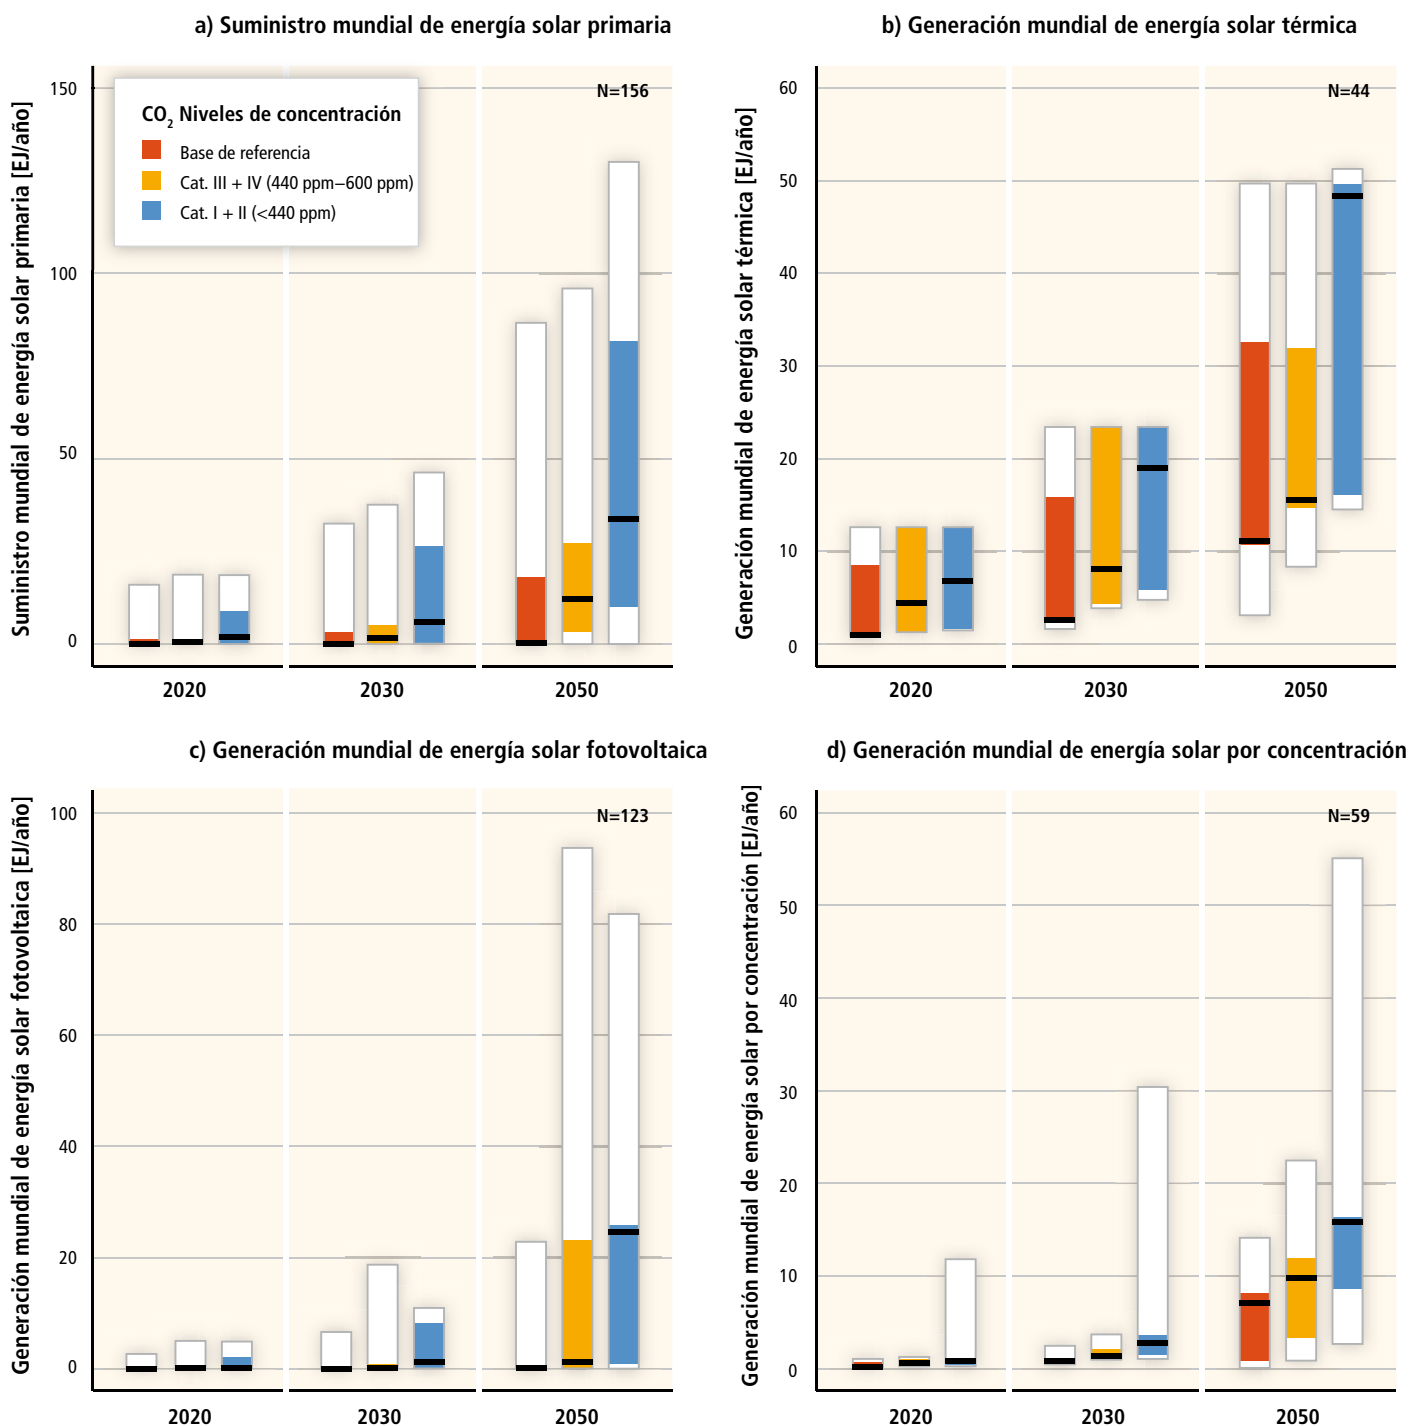 a) Suministro mundial de energía solar primaria
Suministro mundial de energía solar primaria [EJ/año]
150
100
50
0
CO2 Niveles de concentración
Base de referencia
Cat. III + IV (440 ppm–600 ppm)
Cat. I + II (<440 ppm)
N=156
2020
2030
2050
b) Generación mundial de energía solar térmica
Generación mundial de energía solar térmica [EJ/año]
60
50
40
30
20
10
0
N=44
2020
2030
2050
c) Generación mundial de energía solar fotovoltaica
Generación mundial de energía solar fotovoltaica [EJ/año]
100
80
60
40
20
0
N=123
2020
2030
2050
d) Generación mundial de energía solar por concentración
Generación mundial de energía solar por concentración [EJ/año]
60
50
40
30
20
10
0
N=59
2020
2030
2050